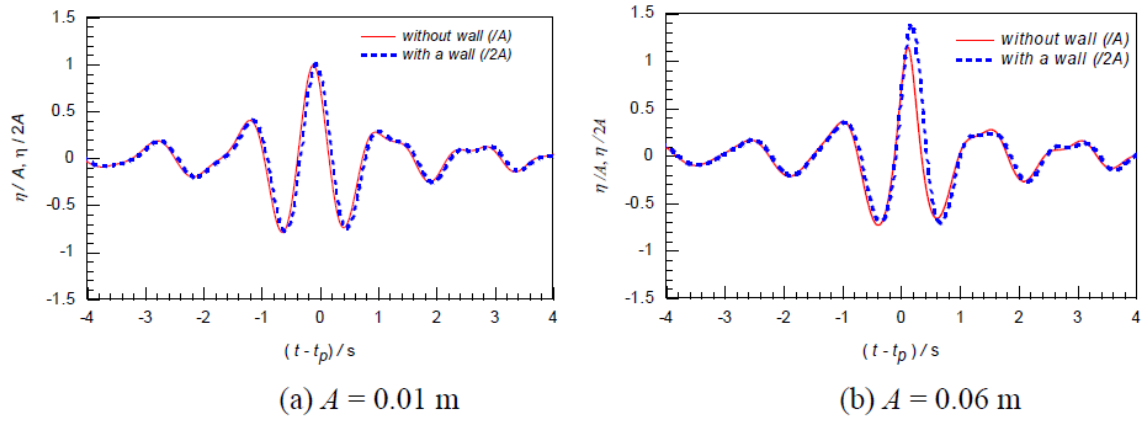 1.5
without wall (/A)
with a wall (/2A)
1
0.5
0
-0.5
-1
-1.5
η / A, η / 2A
-4 -3 -2 -1 0 1 2 3 4
( t - tp) / s
(a) A = 0.01 m
1.5
without wall (/A)
with a wall (/2A)
1
0.5
0
-0.5
-1
-1.5
η /A, η / 2A
-4 -3 -2 -1 0 1 2 3 4
( t - tp ) / s
(b) A = 0.06 m